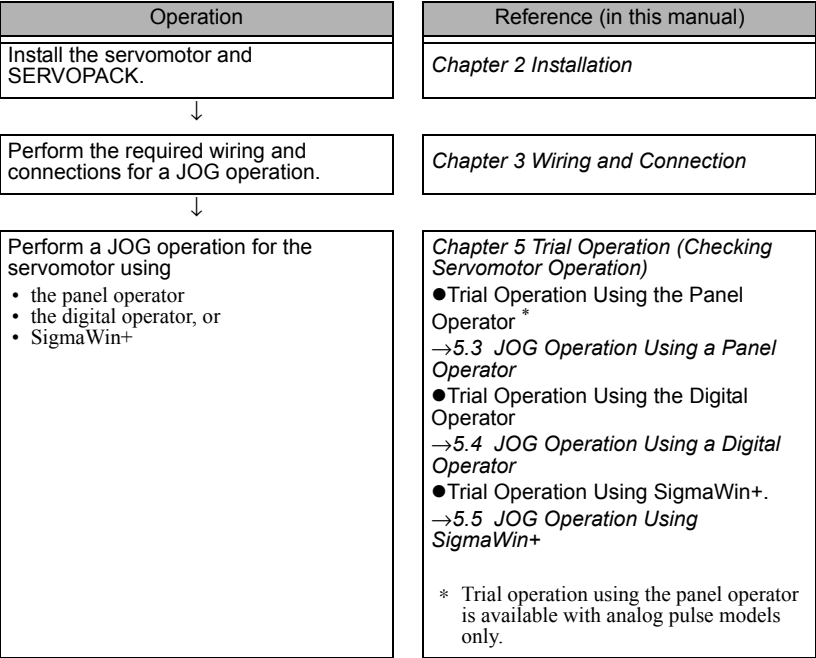 Operation
Reference (in this manual)
Install the servomotor and
SERVOPACK.
Chapter 2 Installation
↓
Perform the required wiring and
connections for a JOG operation.
Chapter 3 Wiring and Connection
↓
Perform a JOG operation for the
servomotor using
• the panel operator
• the digital operator, or
• SigmaWin+
Chapter 5 Trial Operation (Checking
Servomotor Operation)
●Trial Operation Using the Panel
Operator *
→5.3 JOG Operation Using a Panel
Operator
●Trial Operation Using the Digital
Operator
→5.4 JOG Operation Using a Digital
Operator
●Trial Operation Using SigmaWin+.
→5.5 JOG Operation Using
SigmaWin+
* Trial operation using the panel operator
is available with analog pulse models
only.